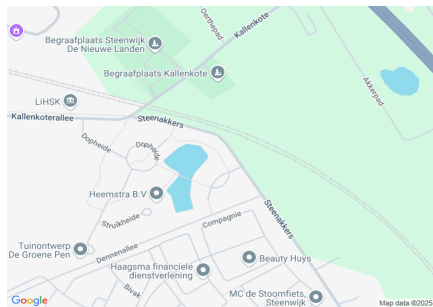 Oerthepad
Kallenkote
Begraafplaats Steenwijk
De Nieuwe Landen
Begraafplaats Kallenkote
Akkerpad
LiHSK
Kallenkoterallee
Steenakkers
Dopheide
Dopheide
Heemstra B.V
Steenakkers
Struikheide
Compagnie
Tuinontwerp
De Groene Pen
Dennenallee
Beauty Huys
Haagsma financiele
dienstverlening
Bivak
MC de Stoomfiets,
Steenwijk
Google
Map data ©2025